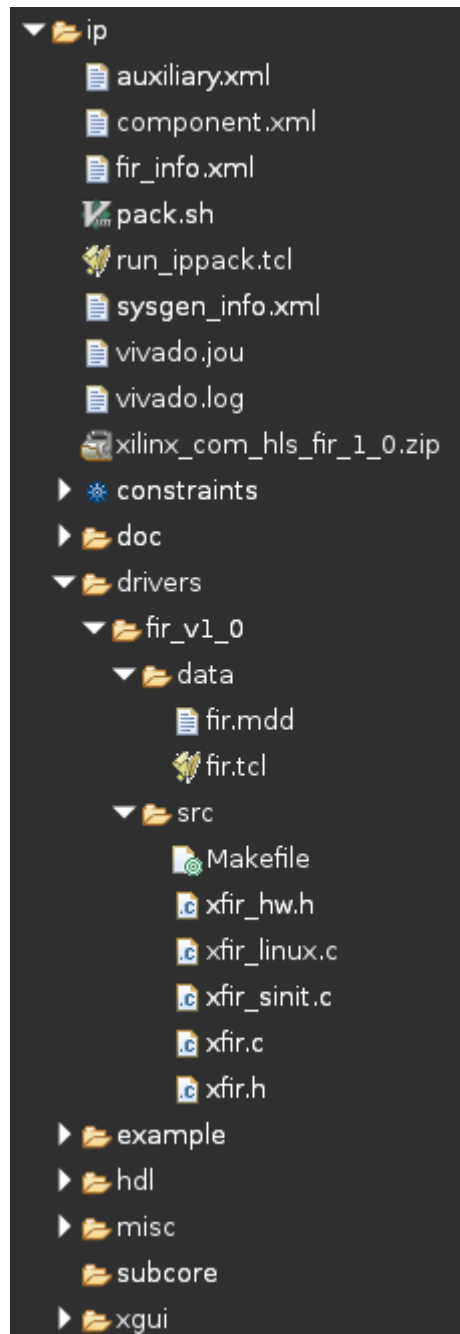 ip
auxiliary.xml
component.xml
fir_info.xml
pack.sh
run_ippack.tcl
sysgen_info.xml
vivado.jou
vivado.log
xilinx_com_hls_fir_1_0.zip
constraints
doc
drivers
fir_v1_0
data
fir.mdd
fir.tcl
src
Makefile
xfir_hw.h
xfir_linux.c
xfir_sinit.c
xfir.c
xfir.h
example
hdl
misc
subcore
xgui